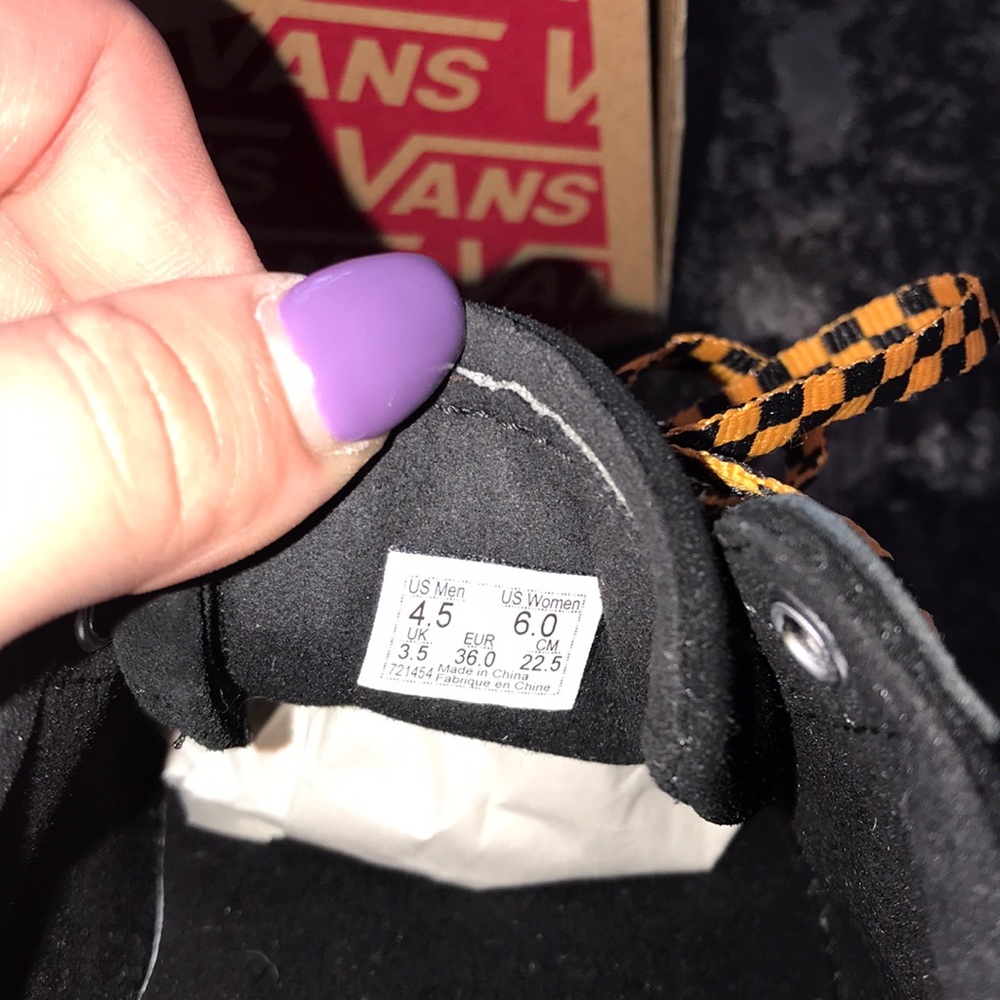 VANS
VANS
US Men US Women
4.5 6.0
UK EUR CM
3.5 36.0 22.5
721454 Made in China
Fabrique en Chine